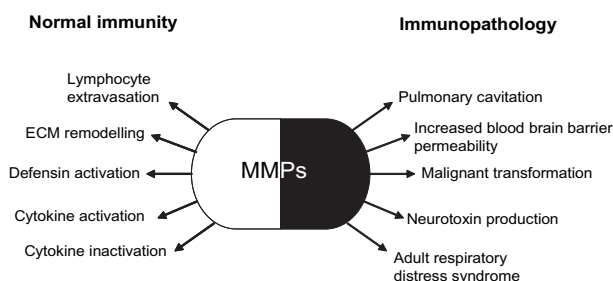 Normal immunity
Immunopathology
Lymphocyte
extravasation
ECM remodelling
Defensin activation
Cytokine activation
Cytokine inactivation
MMPs
Pulmonary cavitation
Increased blood brain barrier
permeability
Malignant transformation
Neurotoxin production
Adult respiratory
distress syndrome